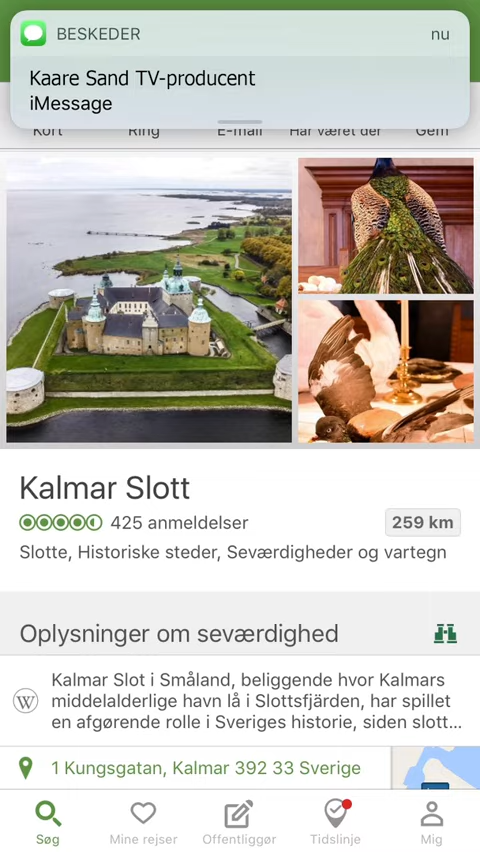 BESKEDER
nu
Kaare Sand TV-producent
iMessage
Kort
Ring
E-mail
Har været der
Gem
Kalmar Slott
425 anmeldelser
259 km
Slotte, Historiske steder, Seværdigheder og vartegn
Oplysninger om seværdighed
W
Kalmar Slot i Småland, beliggende hvor Kalmars
middelalderlige havn lå i Slottsfjärden, har spillet
en afgørende rolle i Sveriges historie, siden slott...
1 Kungsgatan, Kalmar 392 33 Sverige
Søg
Mine rejser
Offentliggør
Tidslinje
Mig